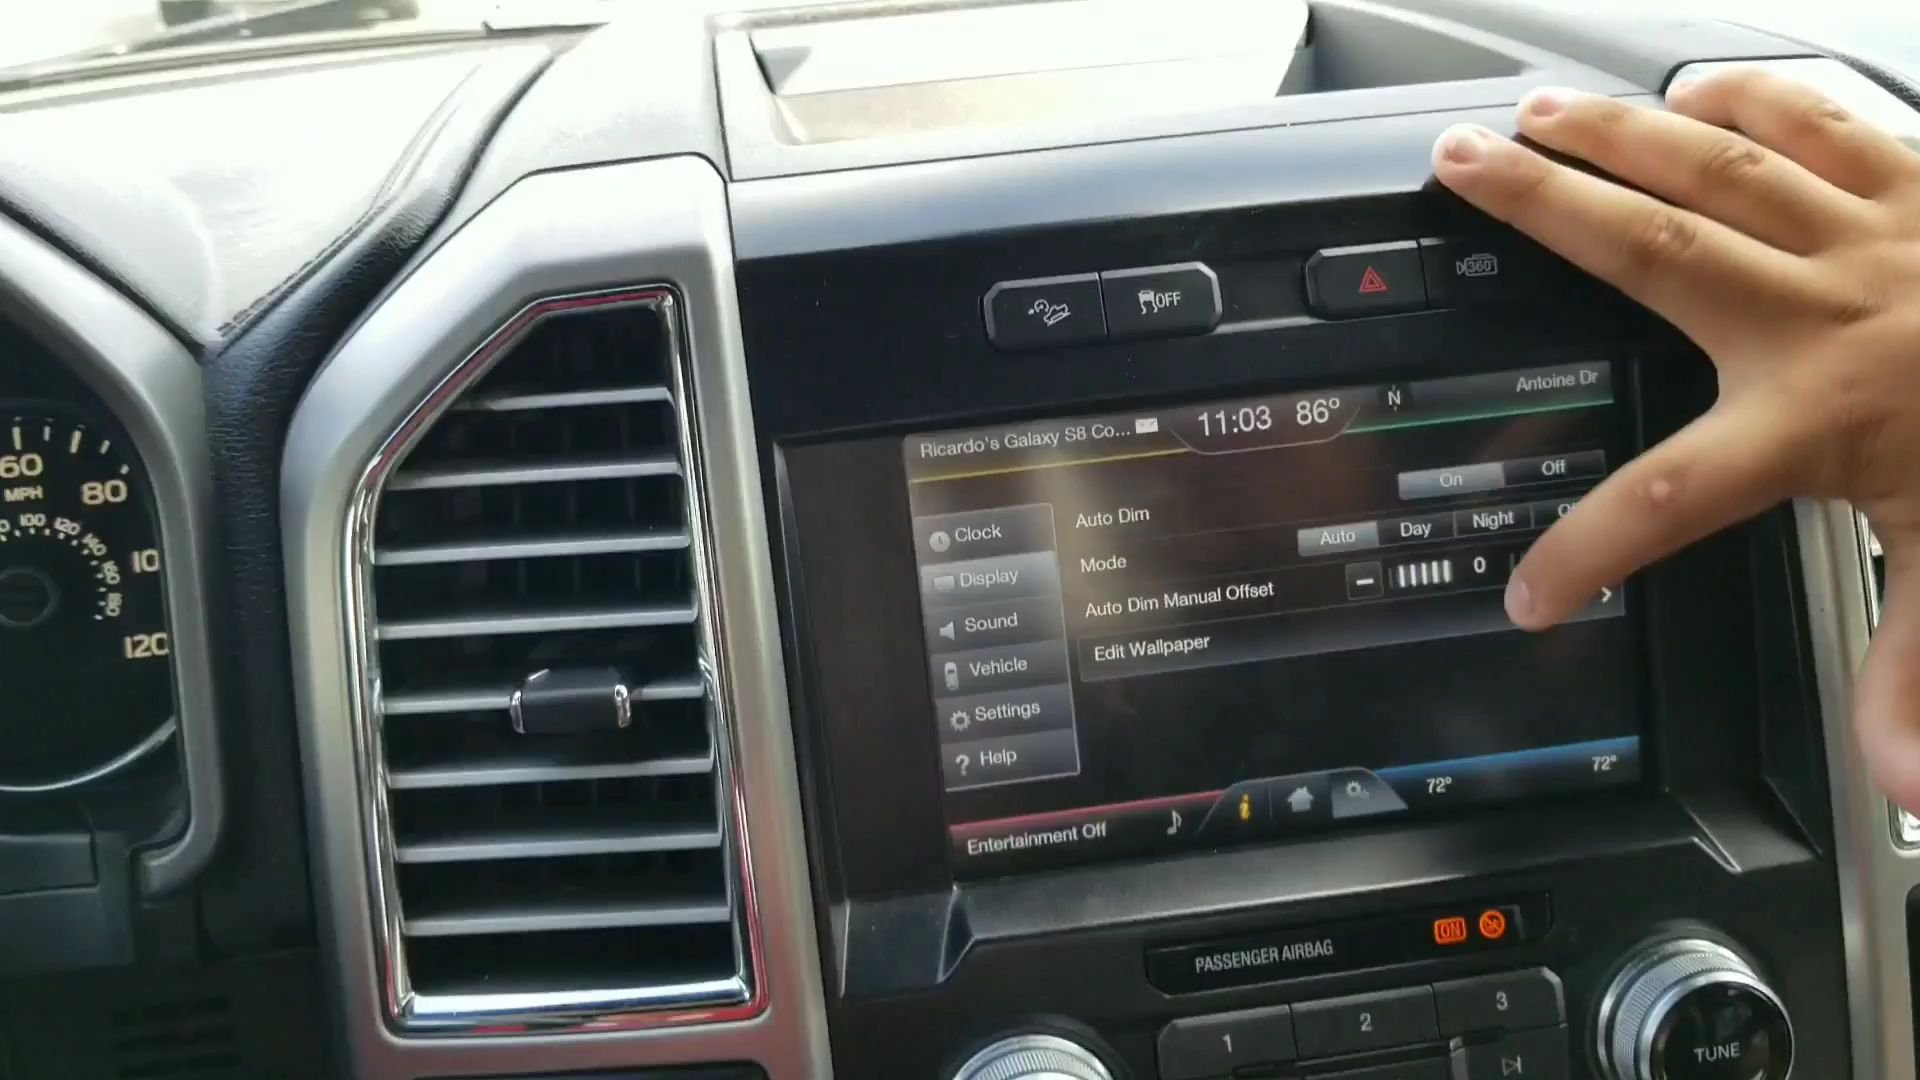 OFF
360
Ricardo's Galaxy S8 Co...
11:03 86°
N
Antoine Dr
Auto Dim
On Off
Mode
Auto Day Night
Auto Dim Manual Offset
0
Edit Wallpaper
Clock
Display
Sound
Vehicle
Settings
Help
Entertainment Off
72°
72°
PASSENGER AIRBAG
ON
1
2
3
TUNE
60
MPH
80
100
120
140
160
120